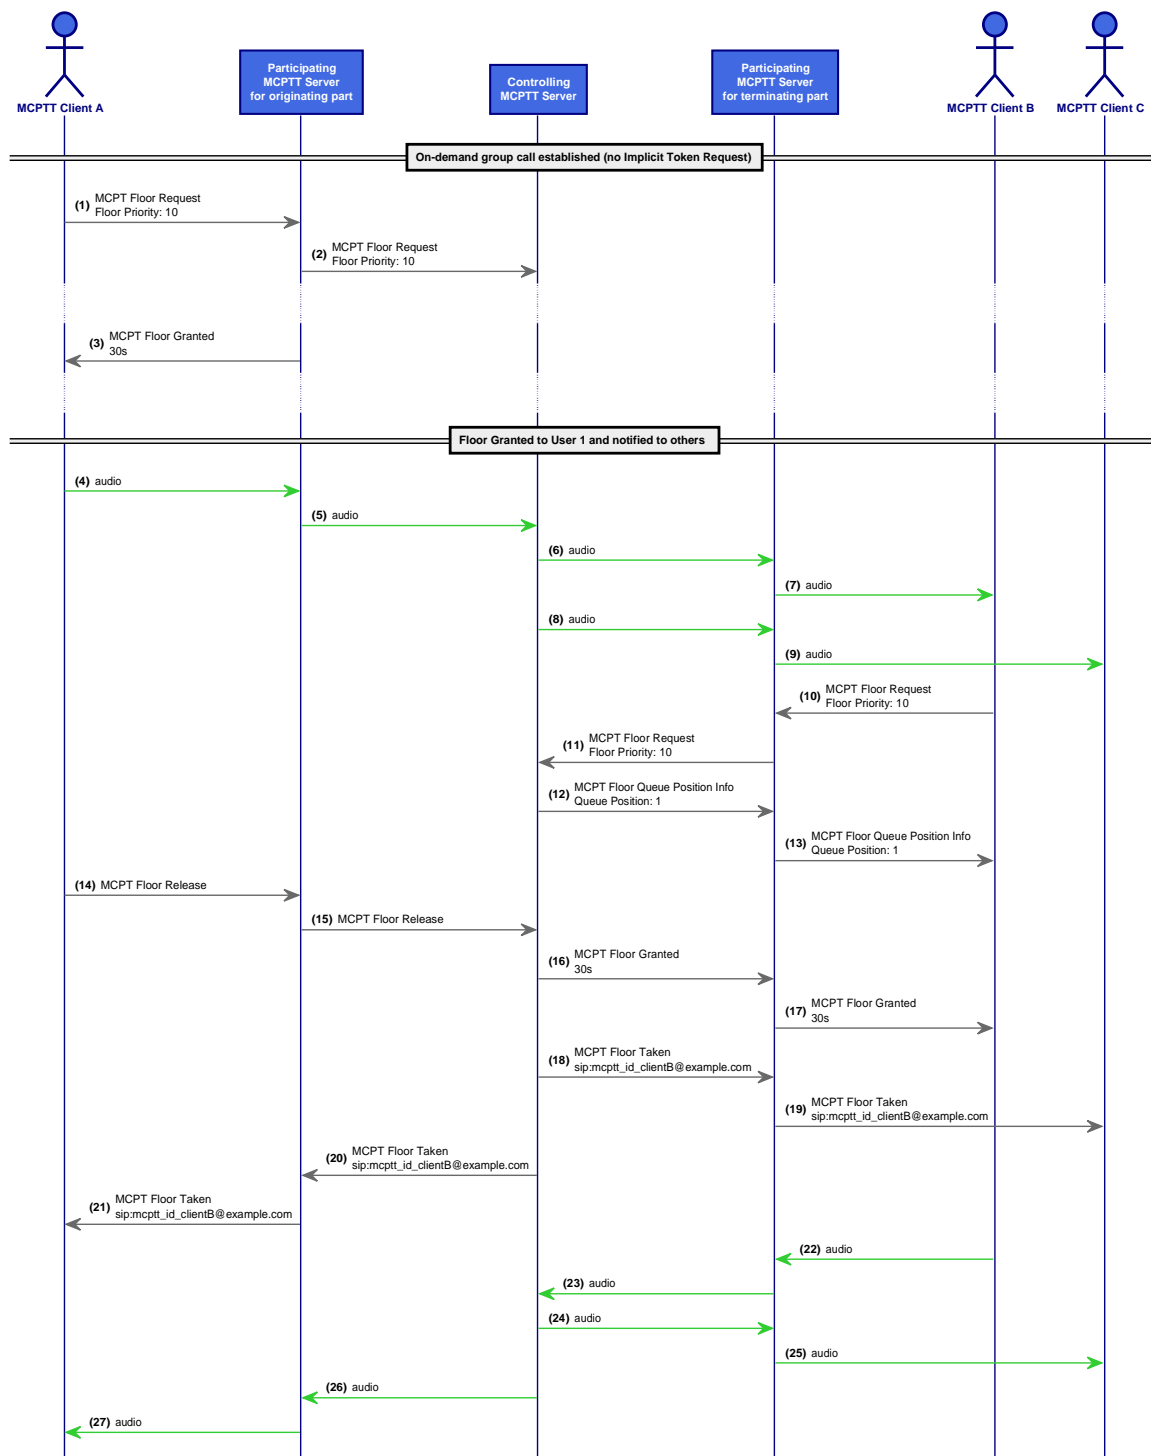 MCPTT Client A
Participating
MCPTT Server
for originating part
Controlling
MCPTT Server
Participating
MCPTT Server
for terminating part
MCPTT Client B
MCPTT Client C
On-demand group call established (no Implicit Token Request)
(1) MCPT Floor Request
Floor Priority: 10
(2) MCPT Floor Request
Floor Priority: 10
(3) MCPT Floor Granted
30s
Floor Granted to User 1 and notified to others
(4) audio
(5) audio
(6) audio
(7) audio
(8) audio
(9) audio
(10) MCPT Floor Request
Floor Priority: 10
(11) MCPT Floor Request
Floor Priority: 10
(12) MCPT Floor Queue Position Info
Queue Position: 1
(13) MCPT Floor Queue Position Info
Queue Position: 1
(14) MCPT Floor Release
(15) MCPT Floor Release
(16) MCPT Floor Granted
30s
(17) MCPT Floor Granted
30s
(18) MCPT Floor Taken
sip:mcptt_id_clientB@example.com
(19) MCPT Floor Taken
sip:mcptt_id_clientB@example.com
(20) MCPT Floor Taken
sip:mcptt_id_clientB@example.com
(21) MCPT Floor Taken
sip:mcptt_id_clientB@example.com
(22) audio
(23) audio
(24) audio
(25) audio
(26) audio
(27) audio